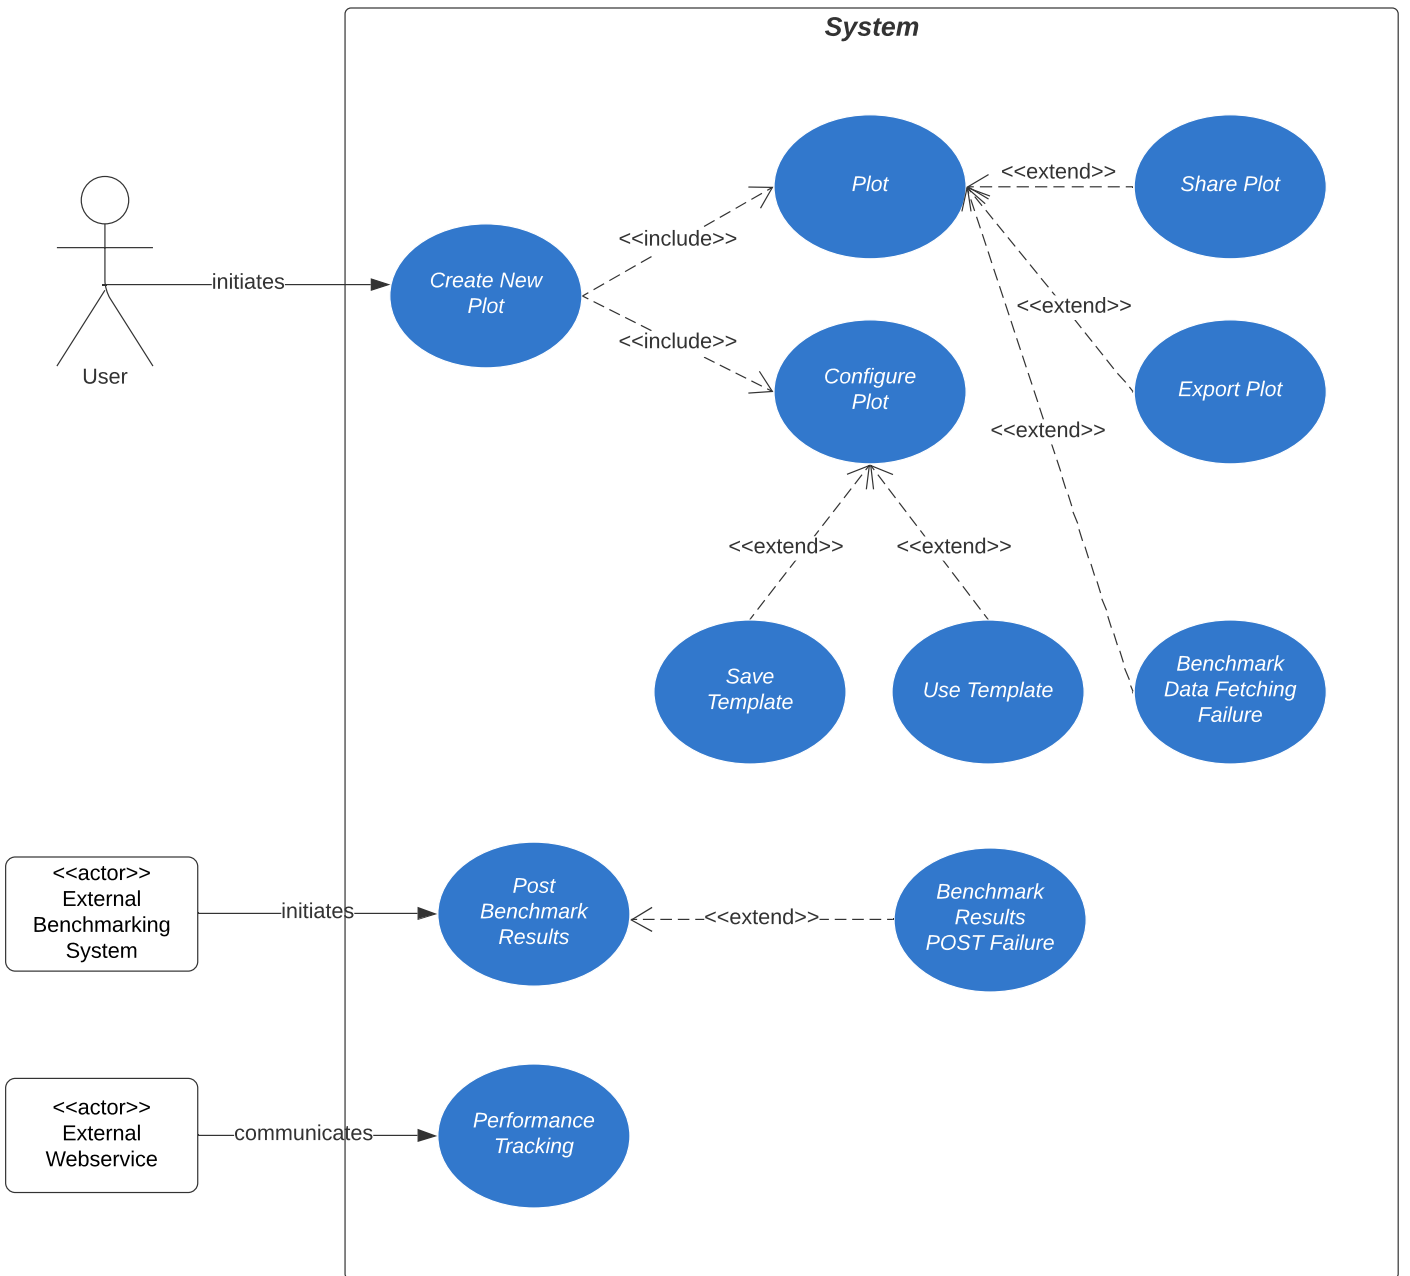 System
Plot
<<extend>>
Share Plot
<<include>>
Create New
Plot
initiates
User
<<include>>
Configure
Plot
<<extend>>
Export Plot
<<extend>>
<<extend>>
<<extend>>
Save
Template
Use Template
Benchmark
Data Fetching
Failure
<<actor>>
External
Benchmarking
System
initiates
Post
Benchmark
Results
<<extend>>
Benchmark
Results
POST Failure
<<actor>>
External
Webservice
communicates
Performance
Tracking